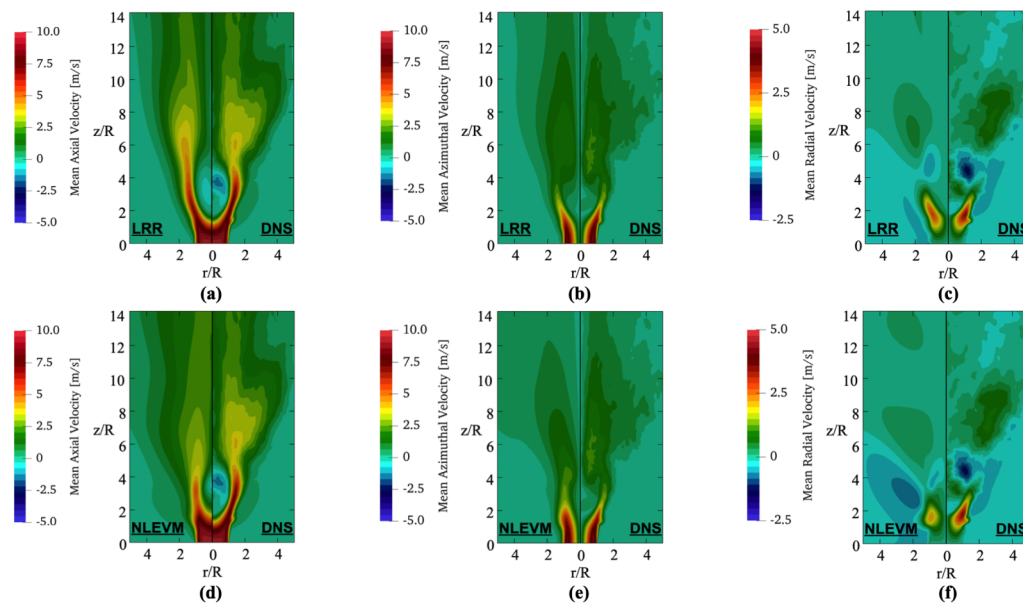 10.0
7.5
5.0
2.5
0
-2.5
-5.0
Mean Axial Velocity [m/s]
14
12
10
8
z/R
6
4
2
0
LRR
DNS
4 2 0 2 4
r/R
(a)
10.0
7.5
5.0
2.5
0
-2.5
-5.0
Mean Azimuthal Velocity [m/s]
14
12
10
8
z/R
6
4
2
0
LRR
DNS
4 2 0 2 4
r/R
(b)
5.0
2.5
0
-2.5
Mean Radial Velocity [m/s]
14
12
10
8
z/R
6
4
2
0
LRR
DNS
4 2 0 2 4
r/R
(c)
10.0
7.5
5.0
2.5
0
-2.5
-5.0
Mean Axial Velocity [m/s]
14
12
10
8
z/R
6
4
2
0
NLEVM
DNS
4 2 0 2 4
r/R
(d)
10.0
7.5
5.0
2.5
0
-2.5
-5.0
Mean Azimuthal Velocity [m/s]
14
12
10
8
z/R
6
4
2
0
NLEVM
DNS
4 2 0 2 4
r/R
(e)
5.0
2.5
0
-2.5
Mean Radial Velocity [m/s]
14
12
10
8
z/R
6
4
2
0
NLEVM
DNS
4 2 0 2 4
r/R
(f)